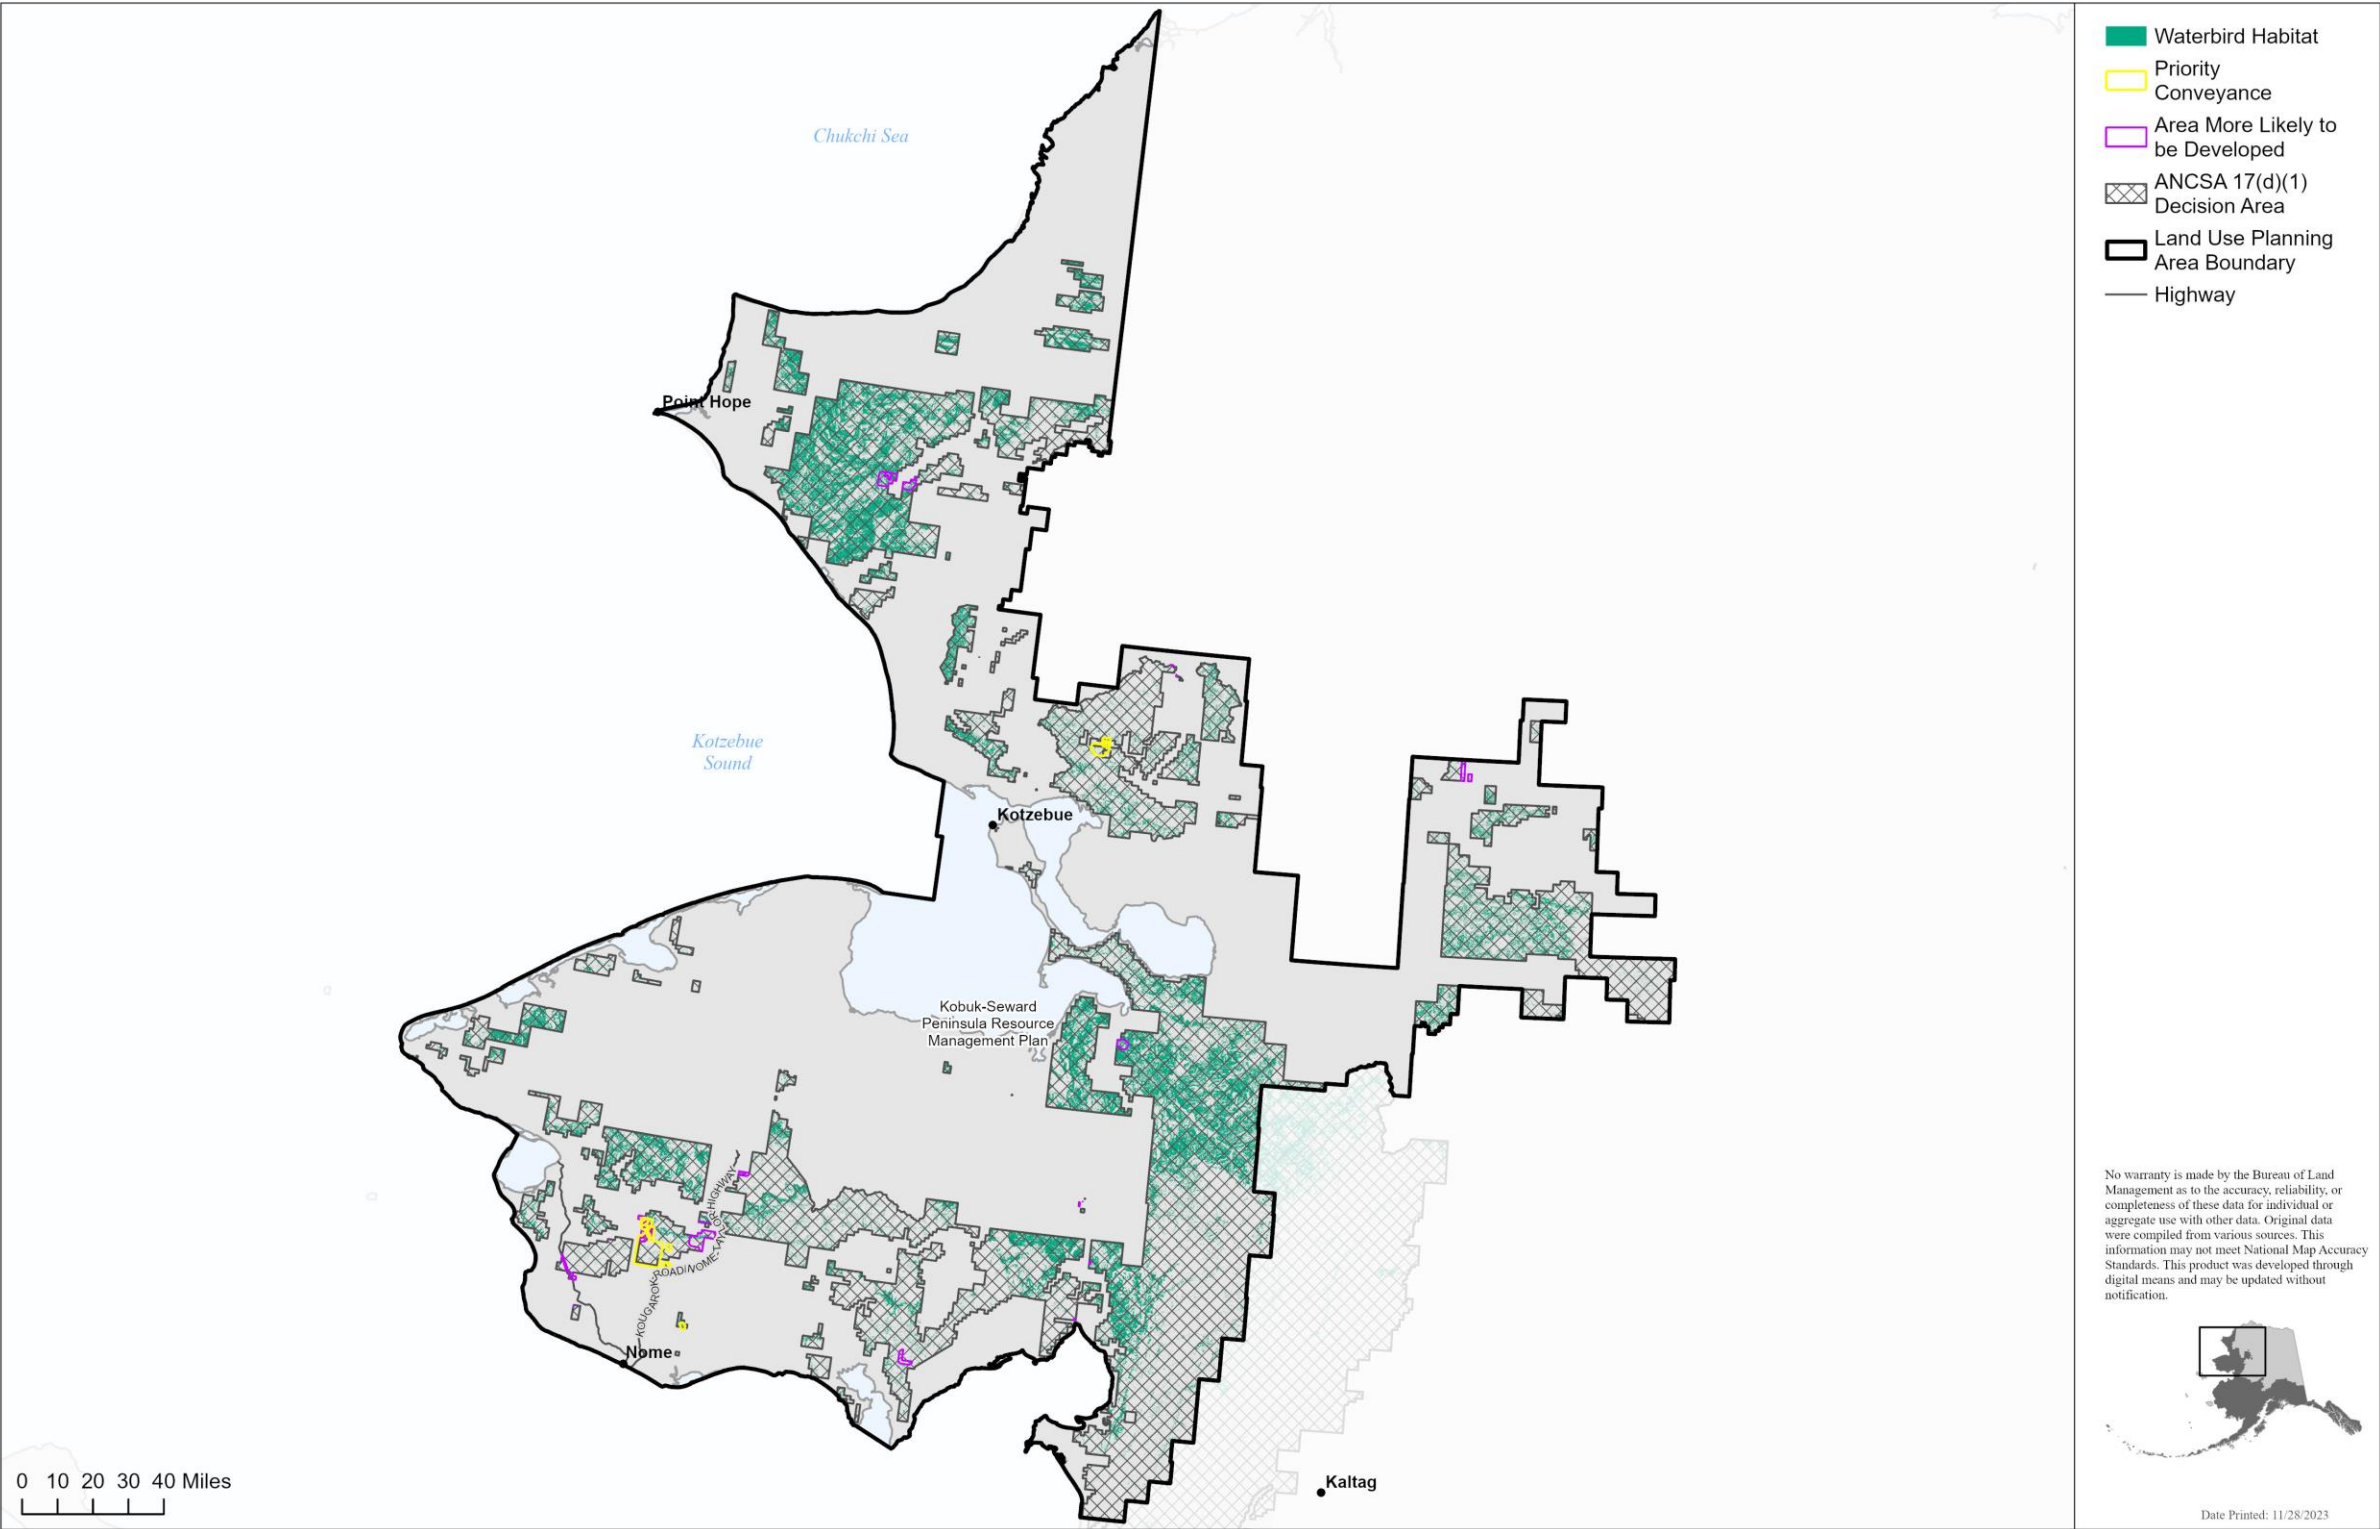 Chukchi Sea
Point Hope
Kotzebue
Sound
Kotzebue
Kobuk-Seward
Peninsula Resource
Management Plan
KOUGAROK ROAD/NOME-TAYLOR HIGHWAY
Nome
Kaltag
0 10 20 30 40 Miles
Waterbird Habitat
Priority
Conveyance
Area More Likely to
be Developed
ANCSA 17(d)(1)
Decision Area
Land Use Planning
Area Boundary
Highway
No warranty is made by the Bureau of Land
Management as to the accuracy, reliability, or
completeness of these data for individual or
aggregate use with other data. Original data
were compiled from various sources. This
information may not meet National Map Accuracy
Standards. This product was developed through
digital means and may be updated without
notification.
Date Printed: 11/28/2023